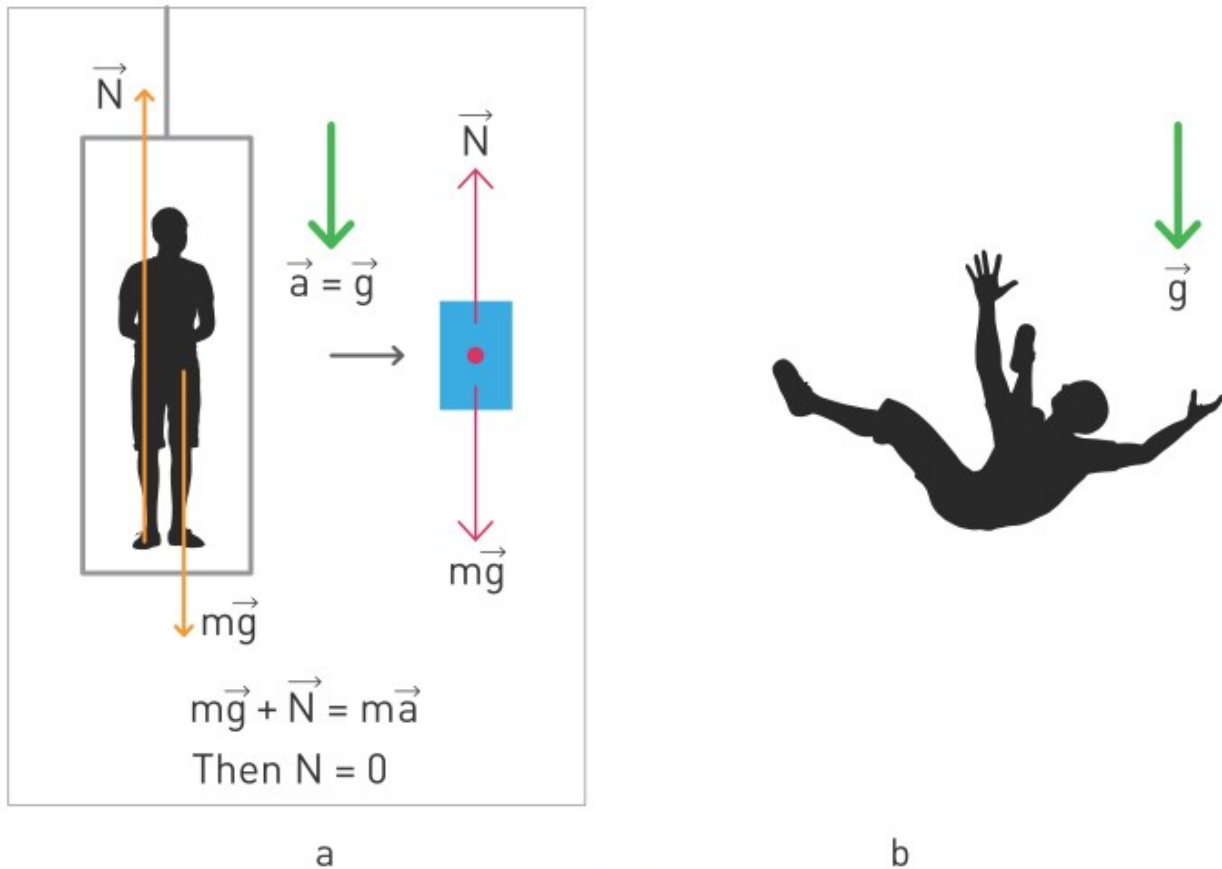 N⃗
N⃗
a⃗ = g⃗
g⃗
mg⃗
mg⃗
mg⃗ + N⃗ = ma⃗
Then N = 0
a
b